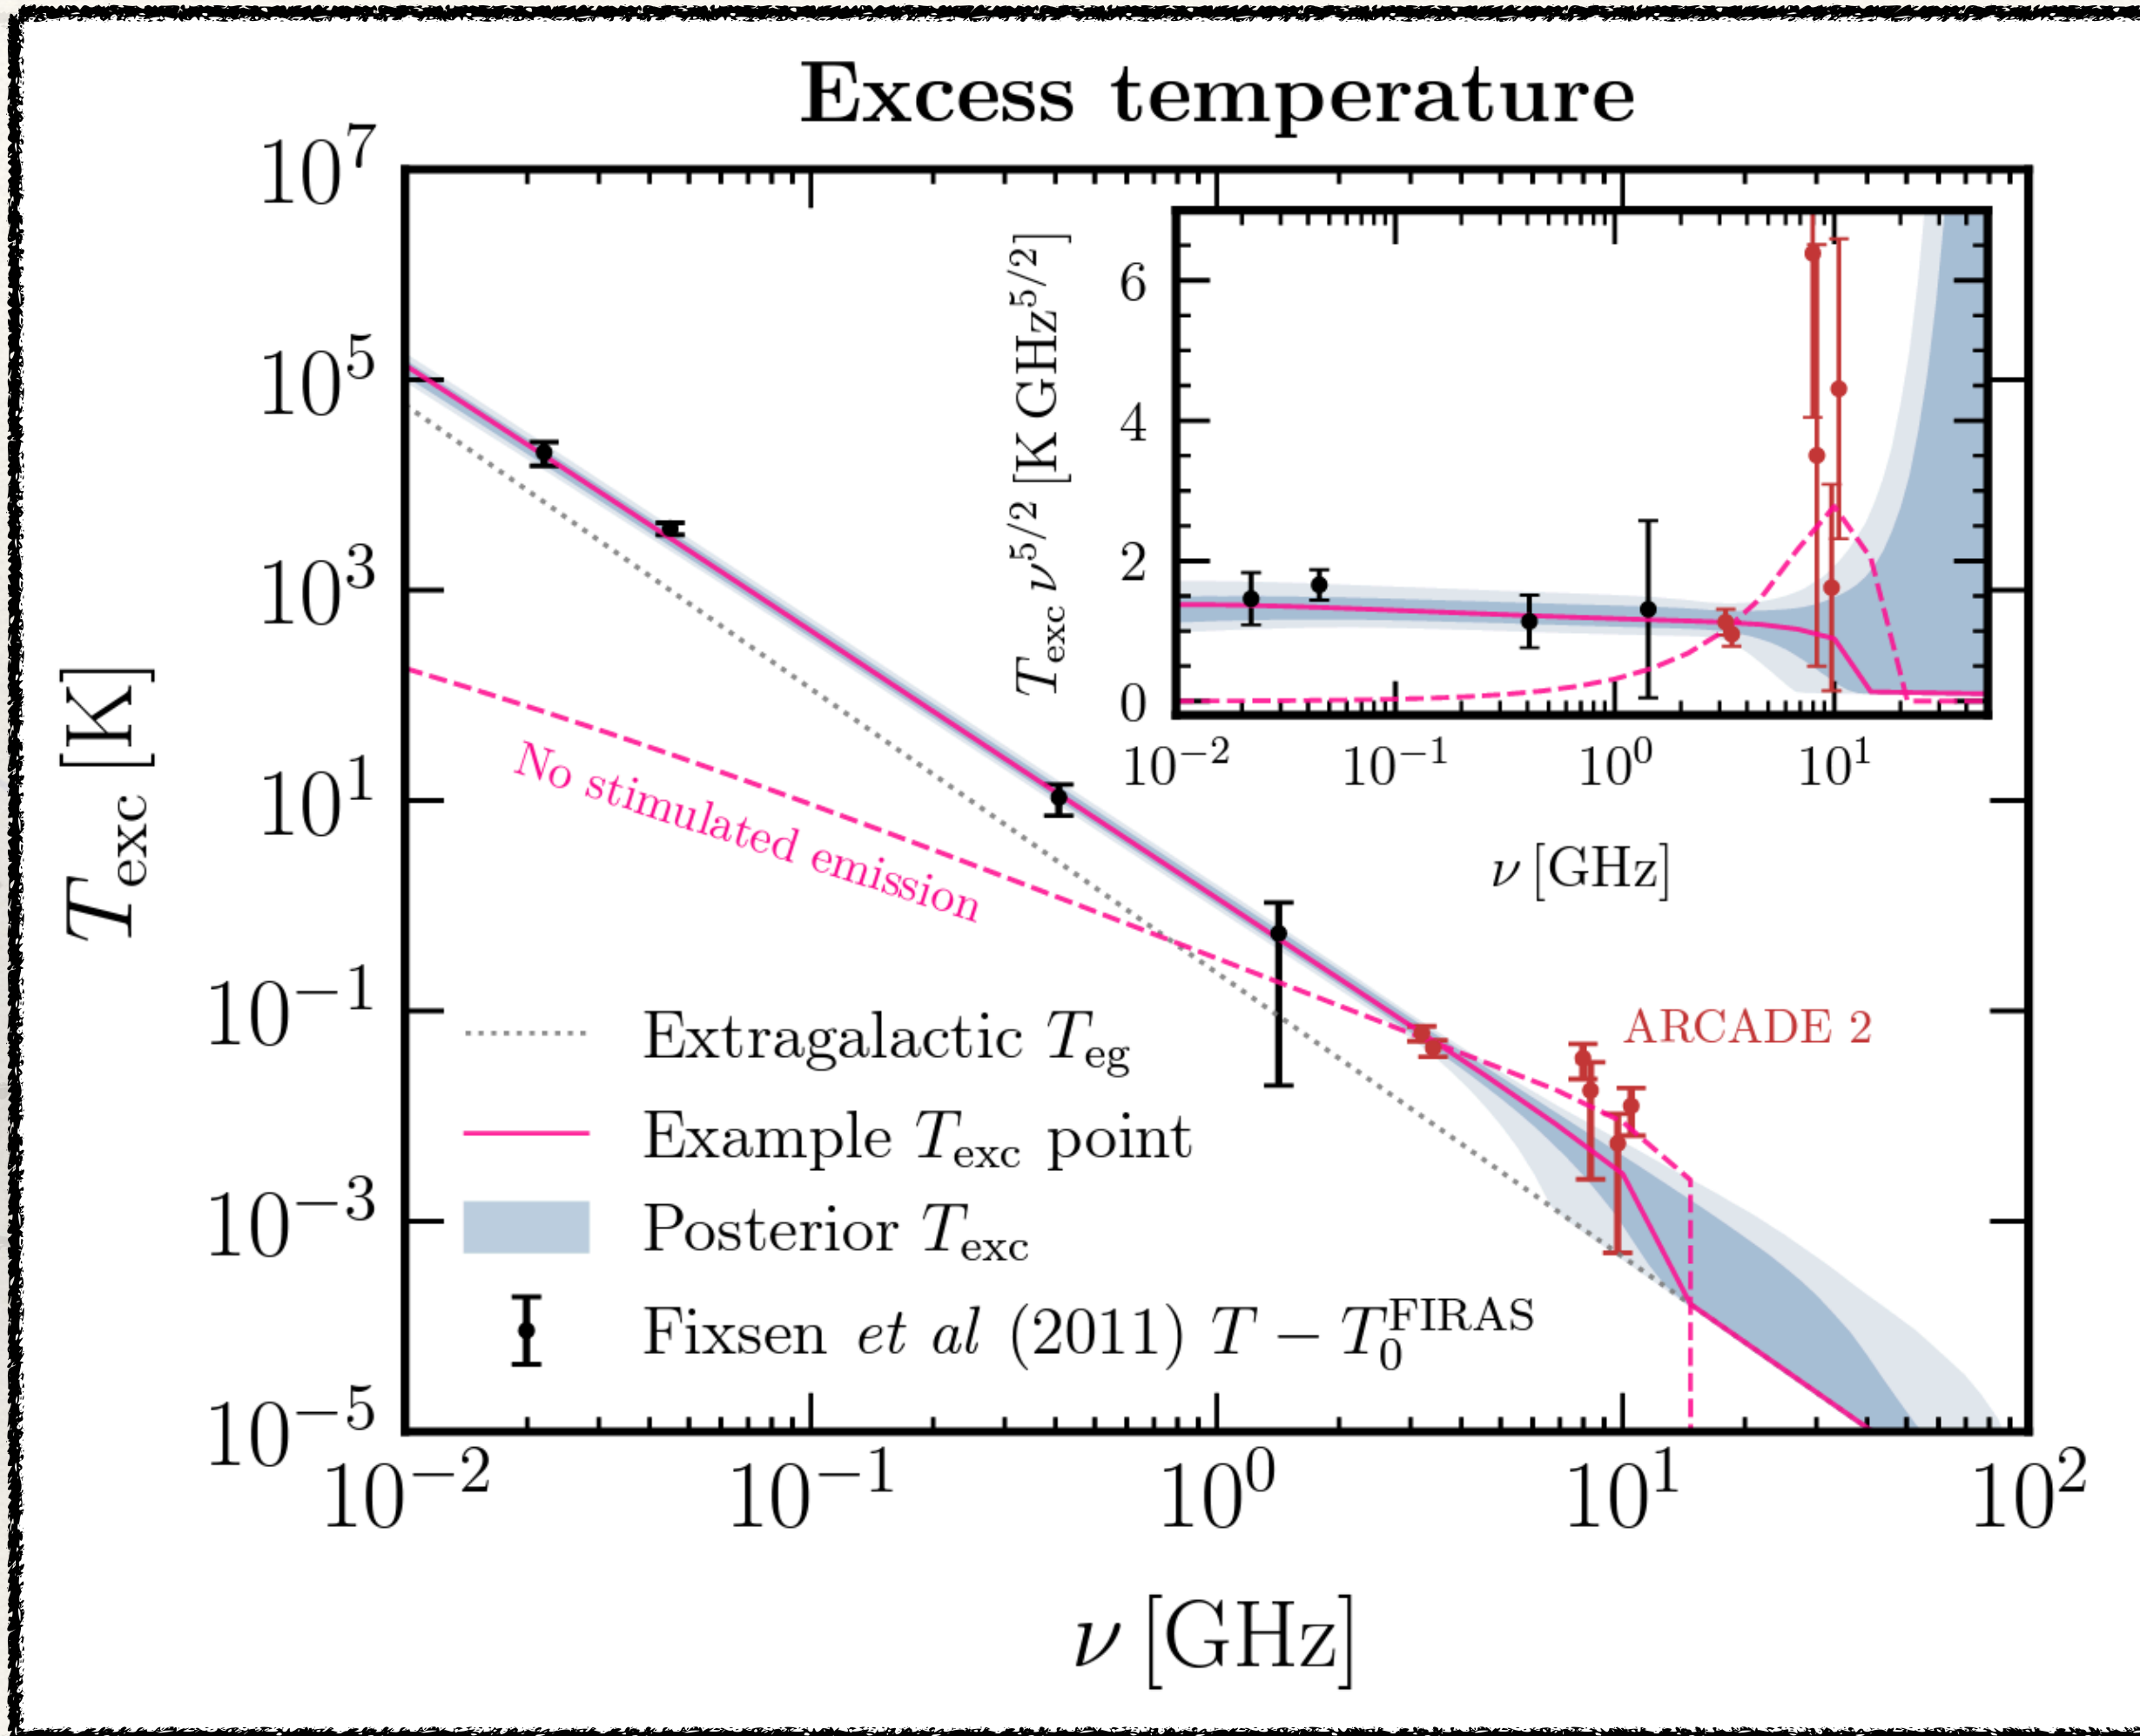 Excess temperature
10^7
10^5
10^3
10^1
10^{-1}
10^{-3}
10^{-5}
T_exc [K]
10^{-2} 10^{-1} 10^0 10^1 10^2
ν [GHz]
T_exc ν^{5/2} [K GHz^{5/2}]
6
4
2
0
10^{-2} 10^{-1} 10^0 10^1
ν [GHz]
No stimulated emission
ARCADE 2
Extragalactic T_eg
Example T_exc point
Posterior T_exc
Fixsen et al (2011) T − T_0^FIRAS